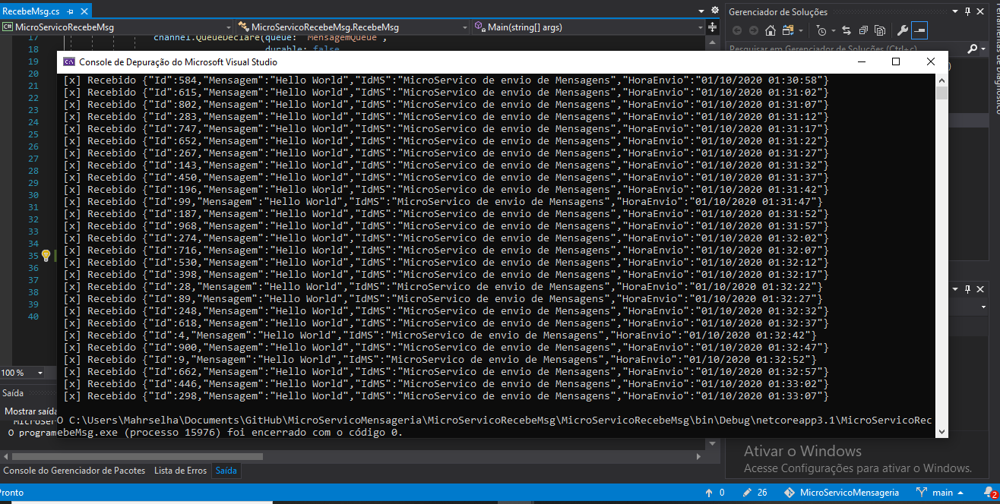 RecebeMsg.cs
Gerenciador de Soluções
MicroServicoRecebeMsg
MicroServicoRecebeMsg.RecebeMsg
Main(string[] args)
Pesquisar em Gerenciador de Soluções (Ctrl+ç)
17 channel.QueueDeclare(queue: "MensagemQueue",
18 durable: false,
19
20
21
22
23
24
25
26
27
28
29
30
31
32
33
34
35
36
37
38
39
40
Console de Depuração do Microsoft Visual Studio
[x] Recebido {"Id":584,"Mensagem":"Hello World","IdMS":"MicroServico de envio de Mensagens","HoraEnvio":"01/10/2020 01:30:58"}
[x] Recebido {"Id":615,"Mensagem":"Hello World","IdMS":"MicroServico de envio de Mensagens","HoraEnvio":"01/10/2020 01:31:02"}
[x] Recebido {"Id":802,"Mensagem":"Hello World","IdMS":"MicroServico de envio de Mensagens","HoraEnvio":"01/10/2020 01:31:07"}
[x] Recebido {"Id":283,"Mensagem":"Hello World","IdMS":"MicroServico de envio de Mensagens","HoraEnvio":"01/10/2020 01:31:12"}
[x] Recebido {"Id":747,"Mensagem":"Hello World","IdMS":"MicroServico de envio de Mensagens","HoraEnvio":"01/10/2020 01:31:17"}
[x] Recebido {"Id":652,"Mensagem":"Hello World","IdMS":"MicroServico de envio de Mensagens","HoraEnvio":"01/10/2020 01:31:22"}
[x] Recebido {"Id":267,"Mensagem":"Hello World","IdMS":"MicroServico de envio de Mensagens","HoraEnvio":"01/10/2020 01:31:27"}
[x] Recebido {"Id":143,"Mensagem":"Hello World","IdMS":"MicroServico de envio de Mensagens","HoraEnvio":"01/10/2020 01:31:32"}
[x] Recebido {"Id":450,"Mensagem":"Hello World","IdMS":"MicroServico de envio de Mensagens","HoraEnvio":"01/10/2020 01:31:37"}
[x] Recebido {"Id":196,"Mensagem":"Hello World","IdMS":"MicroServico de envio de Mensagens","HoraEnvio":"01/10/2020 01:31:42"}
[x] Recebido {"Id":99,"Mensagem":"Hello World","IdMS":"MicroServico de envio de Mensagens","HoraEnvio":"01/10/2020 01:31:47"}
[x] Recebido {"Id":187,"Mensagem":"Hello World","IdMS":"MicroServico de envio de Mensagens","HoraEnvio":"01/10/2020 01:31:52"}
[x] Recebido {"Id":968,"Mensagem":"Hello World","IdMS":"MicroServico de envio de Mensagens","HoraEnvio":"01/10/2020 01:31:57"}
[x] Recebido {"Id":274,"Mensagem":"Hello World","IdMS":"MicroServico de envio de Mensagens","HoraEnvio":"01/10/2020 01:32:02"}
[x] Recebido {"Id":716,"Mensagem":"Hello World","IdMS":"MicroServico de envio de Mensagens","HoraEnvio":"01/10/2020 01:32:07"}
[x] Recebido {"Id":530,"Mensagem":"Hello World","IdMS":"MicroServico de envio de Mensagens","HoraEnvio":"01/10/2020 01:32:12"}
[x] Recebido {"Id":398,"Mensagem":"Hello World","IdMS":"MicroServico de envio de Mensagens","HoraEnvio":"01/10/2020 01:32:17"}
[x] Recebido {"Id":28,"Mensagem":"Hello World","IdMS":"MicroServico de envio de Mensagens","HoraEnvio":"01/10/2020 01:32:22"}
[x] Recebido {"Id":89,"Mensagem":"Hello World","IdMS":"MicroServico de envio de Mensagens","HoraEnvio":"01/10/2020 01:32:27"}
[x] Recebido {"Id":248,"Mensagem":"Hello World","IdMS":"MicroServico de envio de Mensagens","HoraEnvio":"01/10/2020 01:32:32"}
[x] Recebido {"Id":618,"Mensagem":"Hello World","IdMS":"MicroServico de envio de Mensagens","HoraEnvio":"01/10/2020 01:32:37"}
[x] Recebido {"Id":4,"Mensagem":"Hello World","IdMS":"MicroServico de envio de Mensagens","HoraEnvio":"01/10/2020 01:32:42"}
[x] Recebido {"Id":900,"Mensagem":"Hello World","IdMS":"MicroServico de envio de Mensagens","HoraEnvio":"01/10/2020 01:32:47"}
[x] Recebido {"Id":9,"Mensagem":"Hello World","IdMS":"MicroServico de envio de Mensagens","HoraEnvio":"01/10/2020 01:32:52"}
[x] Recebido {"Id":662,"Mensagem":"Hello World","IdMS":"MicroServico de envio de Mensagens","HoraEnvio":"01/10/2020 01:32:57"}
[x] Recebido {"Id":446,"Mensagem":"Hello World","IdMS":"MicroServico de envio de Mensagens","HoraEnvio":"01/10/2020 01:33:02"}
[x] Recebido {"Id":298,"Mensagem":"Hello World","IdMS":"MicroServico de envio de Mensagens","HoraEnvio":"01/10/2020 01:33:07"}
O C:\Users\Mahrselha\Documents\GitHub\MicroServicoMensageria\MicroServicoRecebeMsg\MicroServicoRecebeMsg\bin\Debug\netcoreapp3.1\MicroServicoRec
ebeMsg.exe (processo 15976) foi encerrado com o código 0.
100 %
Saída
Mostrar saída
O program
Ativar o Windows
Acesse Configurações para ativar o Windows.
Console do Gerenciador de Pacotes
Lista de Erros
Saída
Pronto
0
26
MicroServicoMensageria
main
2